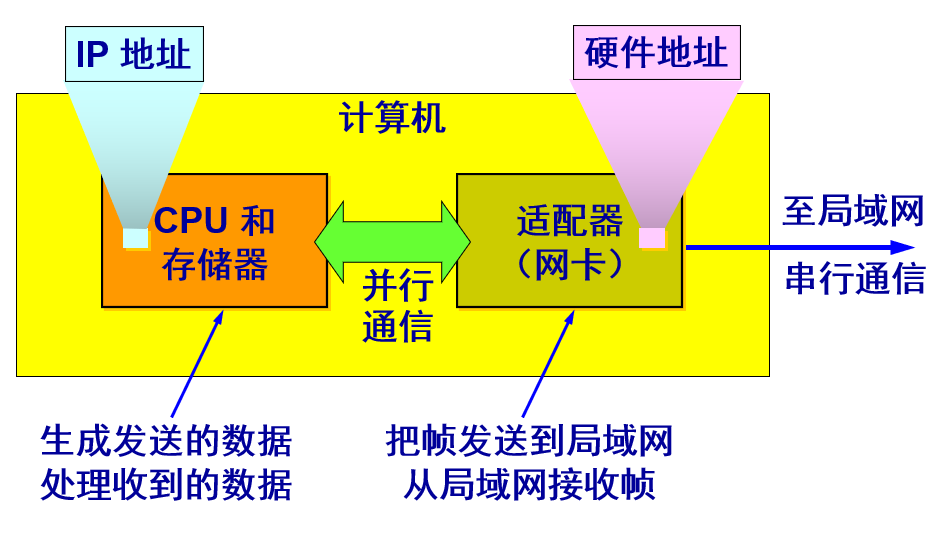 IP 地址
硬件地址
计算机
CPU 和
存储器
并行
通信
适配器
（网卡）
至局域网
串行通信
生成发送的数据
处理收到的数据
把帧发送到局域网
从局域网接收帧